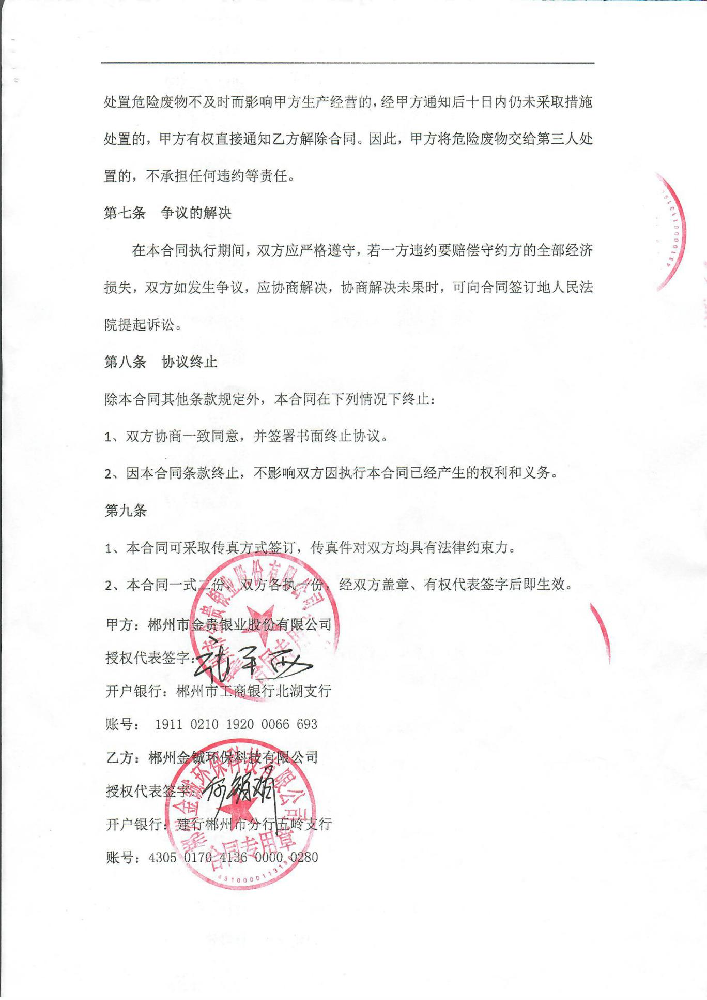 处置危险废物不及时而影响甲方生产经营的，经甲方通知后十日内仍未采取措施
处置的，甲方有权直接通知乙方解除合同。因此，甲方将危险废物交给第三人处
置的，不承担任何违约等责任。
第七条　争议的解决
在本合同执行期间，双方应严格遵守，若一方违约要赔偿守约方的全部经济
损失，双方如发生争议，应协商解决，协商解决未果时，可向合同签订地人民法
院提起诉讼。
第八条　协议终止
除本合同其他条款规定外，本合同在下列情况下终止：
1、双方协商一致同意，并签署书面终止协议。
2、因本合同条款终止，不影响双方因执行本合同已经产生的权利和义务。
第九条
1、本合同可采取传真方式签订，传真件对双方均具有法律约束力。
2、本合同一式二份，双方各执一份，经双方盖章、有权代表签字后即生效。
甲方：郴州市金贵银业股份有限公司
授权代表签字：
开户银行：郴州市工商银行北湖支行
账号： 1911 0210 1920 0066 693
乙方：郴州金铖环保科技有限公司
授权代表签字：
开户银行：建行郴州市分行五岭支行
账号：4305 0170 4136 0000 0280
郴州金铖环保科技有限公司
合同专用章